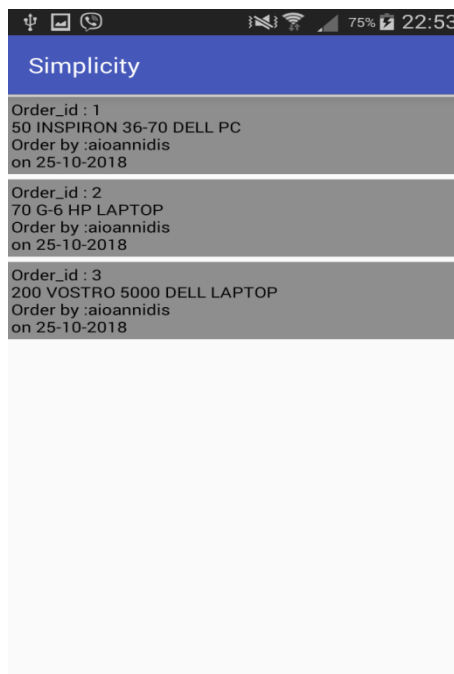 75% 22:53
Simplicity
Order_id : 1
50 INSPIRON 36-70 DELL PC
Order by :aioannidis
on 25-10-2018
Order_id : 2
70 G-6 HP LAPTOP
Order by :aioannidis
on 25-10-2018
Order_id : 3
200 VOSTRO 5000 DELL LAPTOP
Order by :aioannidis
on 25-10-2018